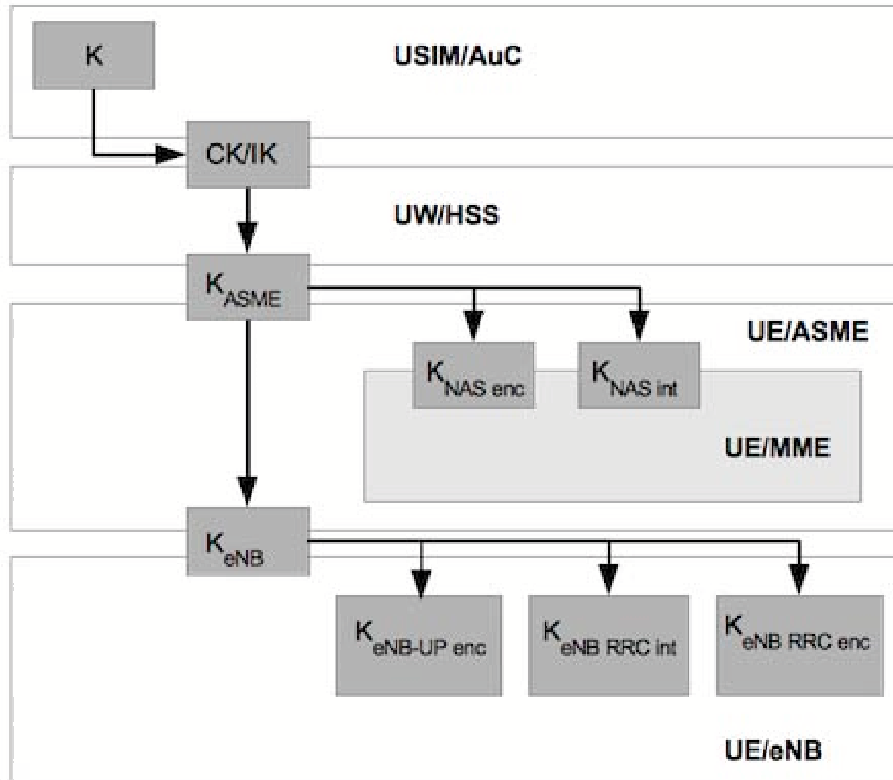 K
USIM/AuC
CK/IK
UW/HSS
KASME
UE/ASME
KNAS enc
KNAS int
UE/MME
KeNB
KeNB-UP enc
KeNB RRC int
KeNB RRC enc
UE/eNB